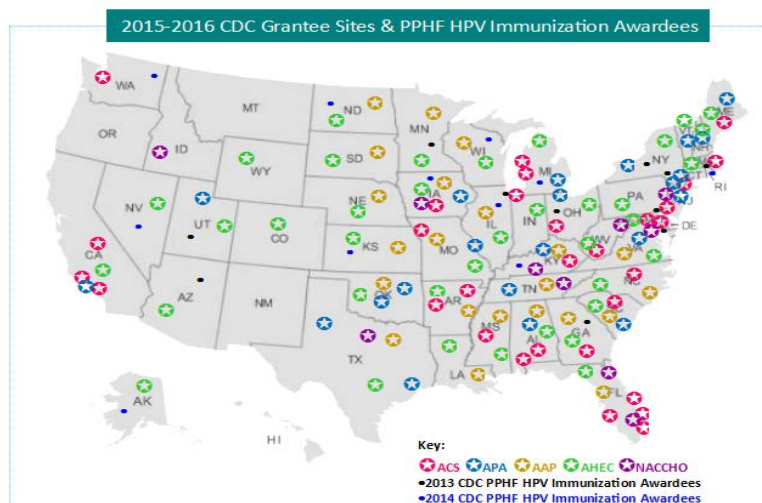 2015-2016 CDC Grantee Sites & PPHF HPV Immunization Awardees
WA
MT
ND
MN
WI
MI
ME
VT
NH
NY
OR
ID
WY
SD
IA
NE
NV
UT
CO
KS
MO
IL
IN
OH
PA
CT
RI
NJ
DE
WV
VA
KY
CA
AZ
NM
OK
AR
TN
NC
TX
LA
MS
AL
GA
FL
AK
HI
Key:
ACS APA AAP AHEC NACCHO
2013 CDC PPHF HPV Immunization Awardees
2014 CDC PPHF HPV Immunization Awardees